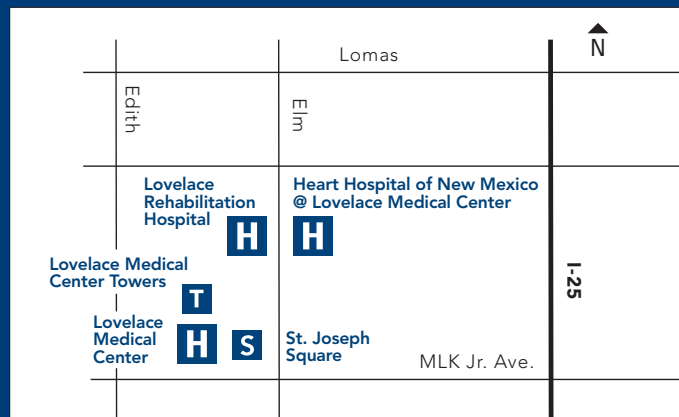 N
Lomas
Edith
Elm
Lovelace
Rehabilitation
Hospital
H
Heart Hospital of New Mexico
@ Lovelace Medical Center
H
I-25
Lovelace Medical
Center Towers
T
Lovelace
Medical
Center
H
S
St. Joseph
Square
MLK Jr. Ave.